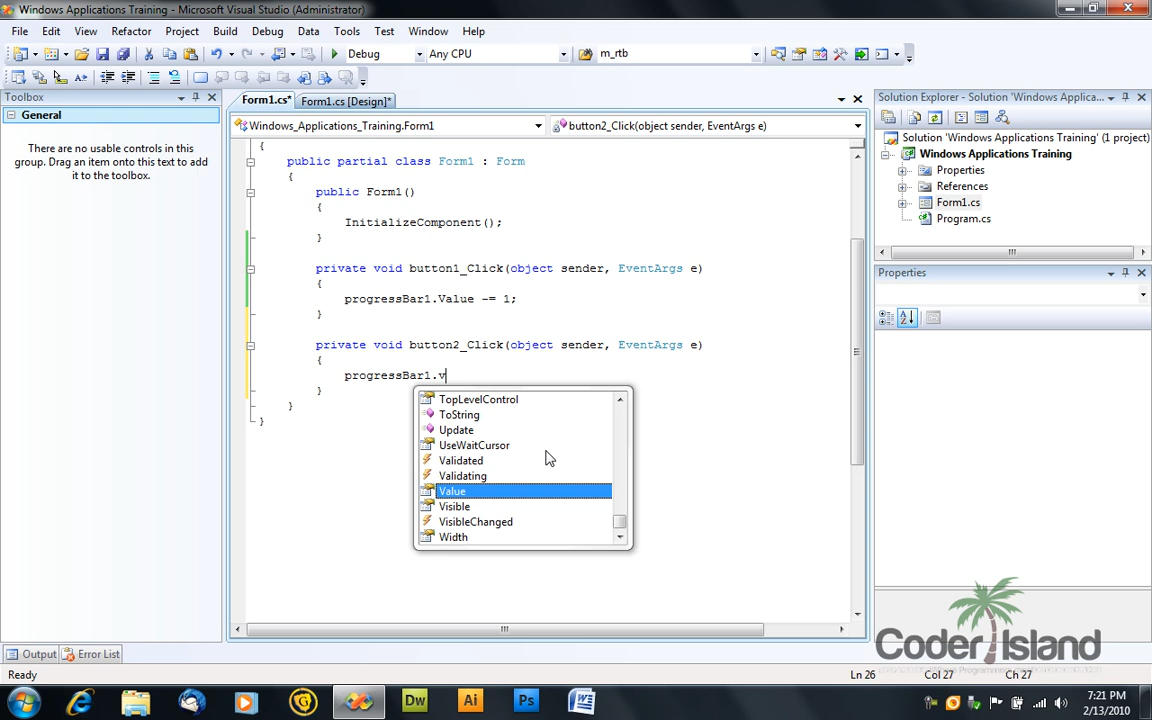 Windows Applications Training - Microsoft Visual Studio (Administrator)
File Edit View Refactor Project Build Debug Data Tools Test Window Help
Debug Any CPU m_rtb
Toolbox
General
There are no usable controls in this
group. Drag an item onto this text to add
it to the toolbox.
Form1.cs* Form1.cs [Design]*
Windows_Applications_Training.Form1 button2_Click(object sender, EventArgs e)
{
public partial class Form1 : Form
{
public Form1()
{
InitializeComponent();
}
private void button1_Click(object sender, EventArgs e)
{
progressBar1.Value -= 1;
}
private void button2_Click(object sender, EventArgs e)
{
progressBar1.v
}
}
}
TopLevelControl
ToString
Update
UseWaitCursor
Validated
Validating
Value
Visible
VisibleChanged
Width
Solution Explorer - Solution 'Windows Applica...
Solution 'Windows Applications Training' (1 project)
Windows Applications Training
Properties
References
Form1.cs
Program.cs
Properties
Coder Island
Output Error List
Ready Ln 26 Col 27 Ch 27
Dw Ai Ps
7:21 PM
2/13/2010